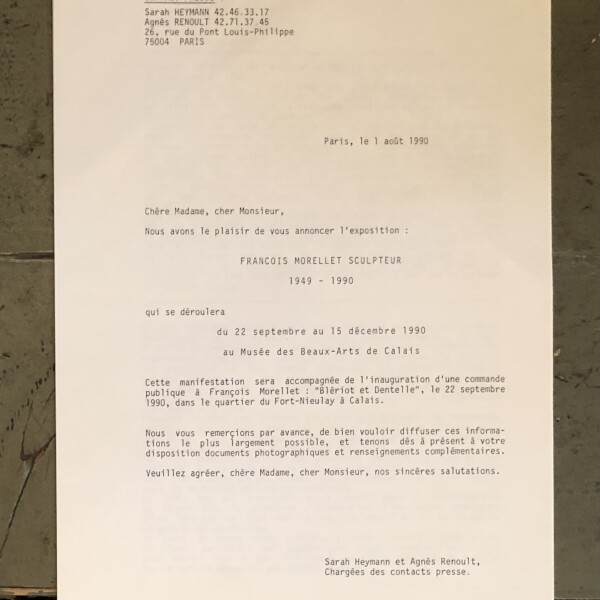 Sarah HEYMANN 42.46.33.17
Agnès RENOULT 42.71.37.45
26, rue du Pont Louis-Philippe
75004 PARIS
Paris, le 1 août 1990
Chère Madame, cher Monsieur,
Nous avons le plaisir de vous annoncer l'exposition :
FRANCOIS MORELLET SCULPTEUR
1949 - 1990
qui se déroulera
du 22 septembre au 15 décembre 1990
au Musée des Beaux-Arts de Calais
Cette manifestation sera accompagnée de l'inauguration d'une commande
publique à François Morellet : "Blériot et Dentelle", le 22 septembre
1990, dans le quartier du Fort-Nieulay à Calais.
Nous vous remerçions par avance, de bien vouloir diffuser ces informa-
tions le plus largement possible, et tenons dès à présent à votre
disposition documents photographiques et renseignements complémentaires.
Veuillez agréer, chère Madame, cher Monsieur, nos sincères salutations.
Sarah Heymann et Agnès Renoult,
Chargées des contacts presse.